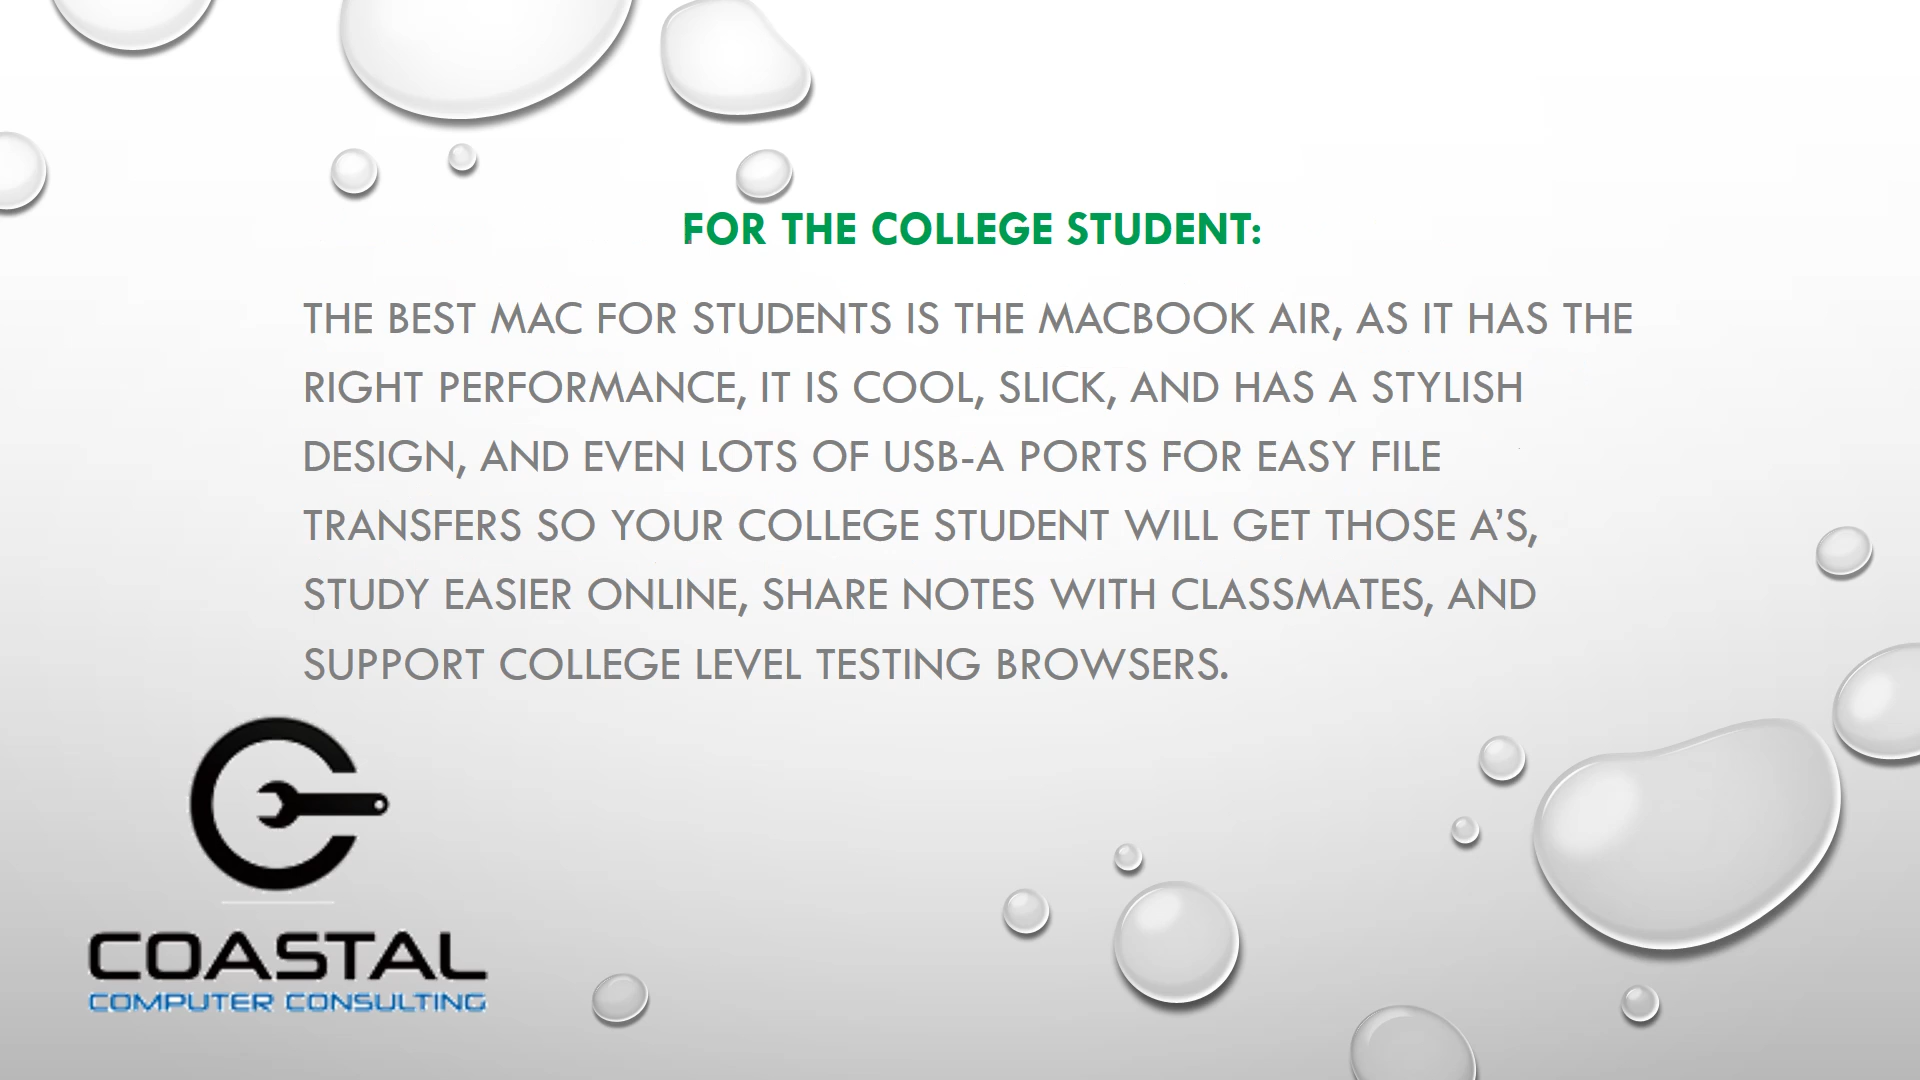 FOR THE COLLEGE STUDENT:
THE BEST MAC FOR STUDENTS IS THE MACBOOK AIR, AS IT HAS THE
RIGHT PERFORMANCE, IT IS COOL, SLICK, AND HAS A STYLISH
DESIGN, AND EVEN LOTS OF USB-A PORTS FOR EASY FILE
TRANSFERS SO YOUR COLLEGE STUDENT WILL GET THOSE A’S,
STUDY EASIER ONLINE, SHARE NOTES WITH CLASSMATES, AND
SUPPORT COLLEGE LEVEL TESTING BROWSERS.
COASTAL
COMPUTER CONSULTING